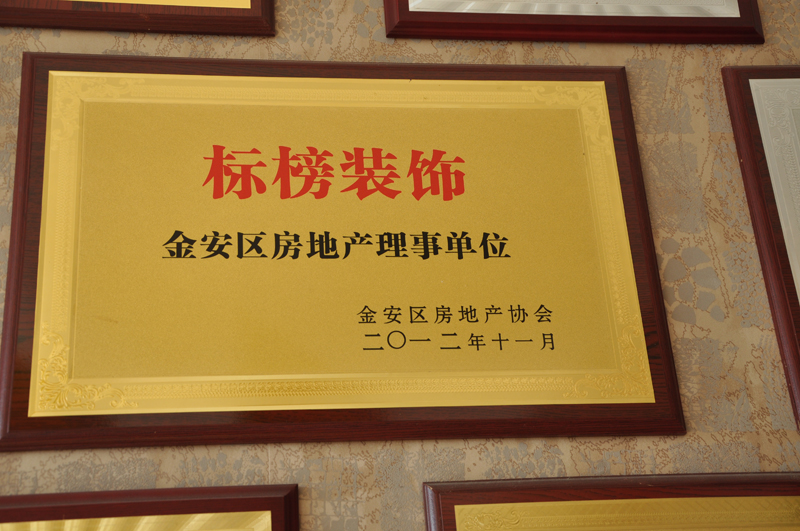 标榜装饰
金安区房地产理事单位
金安区房地产协会
二〇一二年十一月